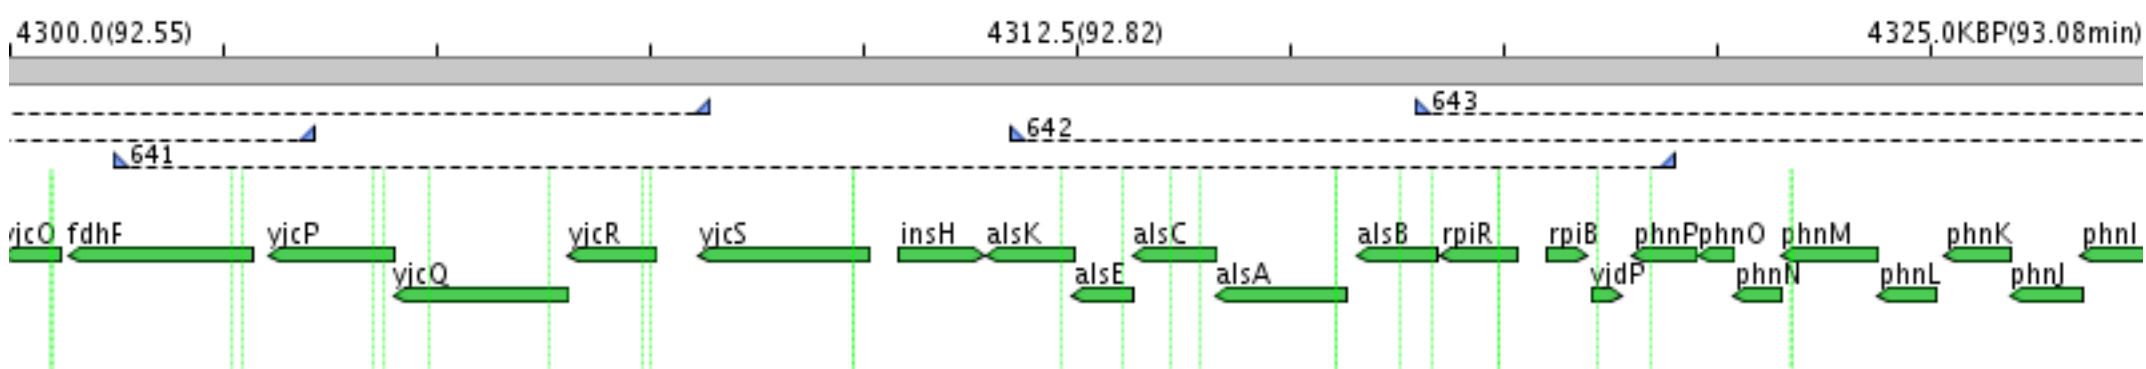 4300.0(92.55) 4312.5(92.82) 4325.0KBP(93.08min)
643
642
641
yjcO fdhF yjcP yjcR yjcS insH alsK alsC alsB rpiR rpiB phnP phnO phnM phnK phnI
yjcQ alsE alsA yjdP phnN phnL phnJ